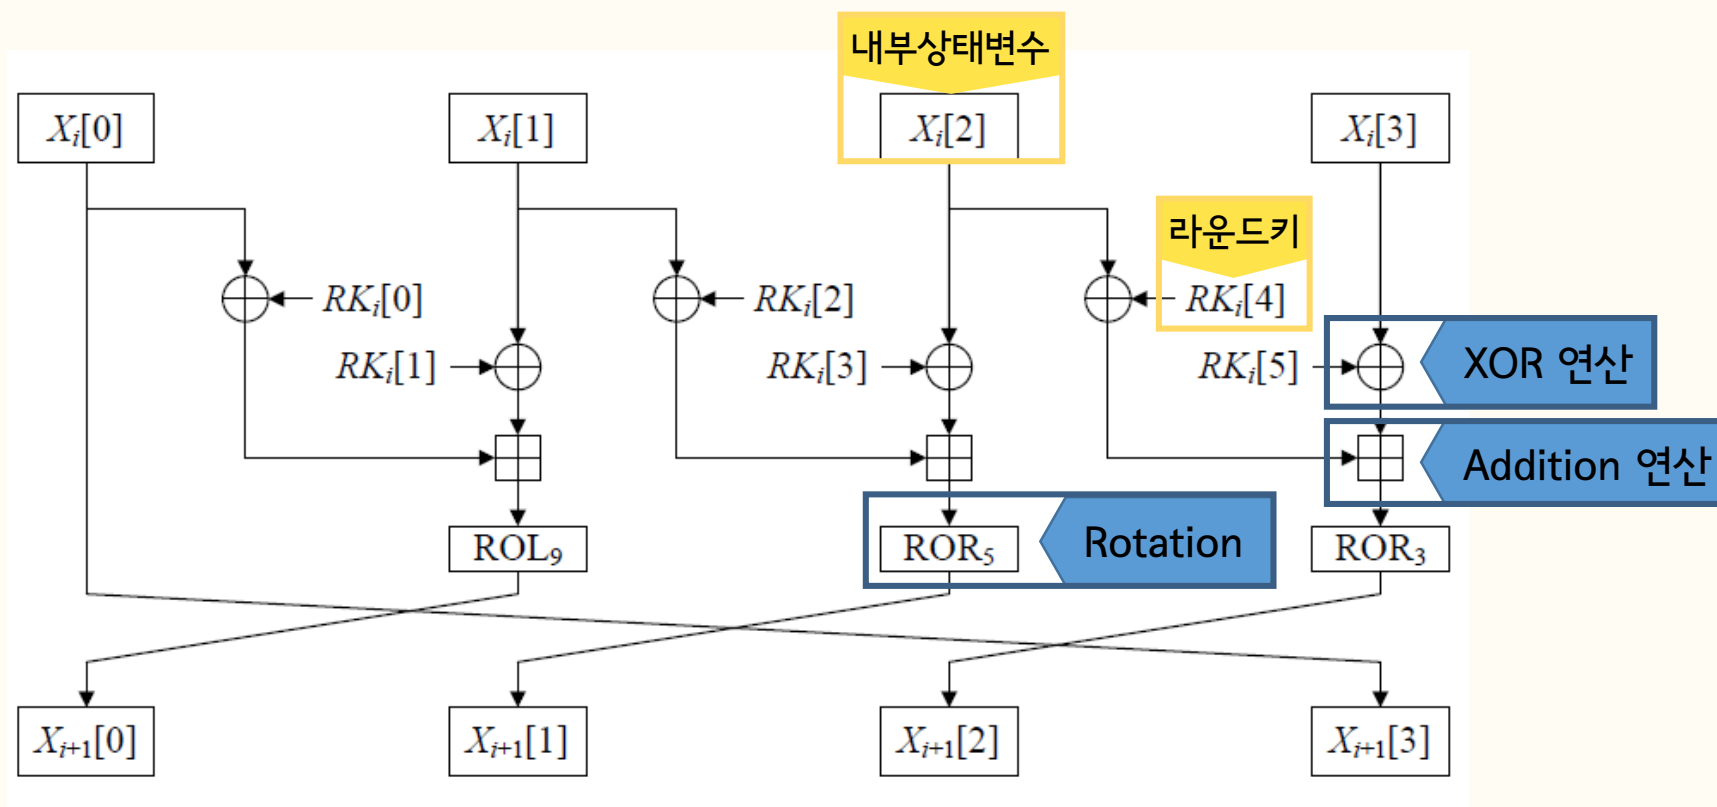 내부상태변수
Xi[0]
Xi[1]
Xi[2]
Xi[3]
라운드키
RKi[0]
RKi[2]
RKi[4]
RKi[1]
RKi[3]
RKi[5]
XOR 연산
Addition 연산
ROL9
ROR5
Rotation
ROR3
Xi+1[0]
Xi+1[1]
Xi+1[2]
Xi+1[3]